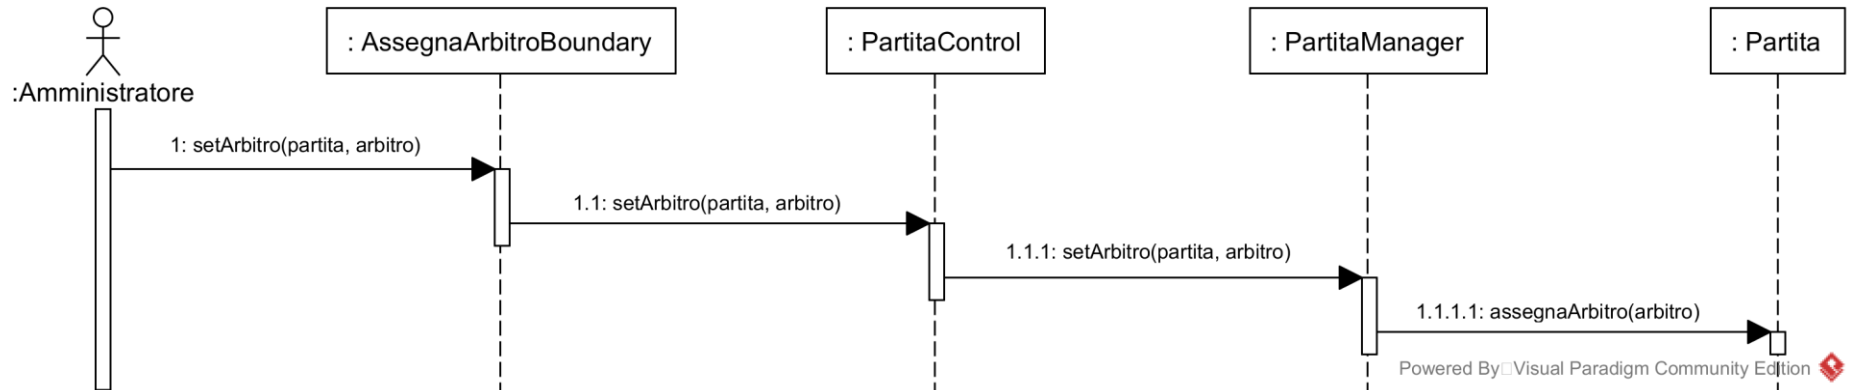 : AssegnaArbitroBoundary
: PartitaControl
: PartitaManager
: Partita
:Amministratore
1: setArbitro(partita, arbitro)
1.1: setArbitro(partita, arbitro)
1.1.1: setArbitro(partita, arbitro)
1.1.1.1: assegnaArbitro(arbitro)
Powered By Visual Paradigm Community Edition